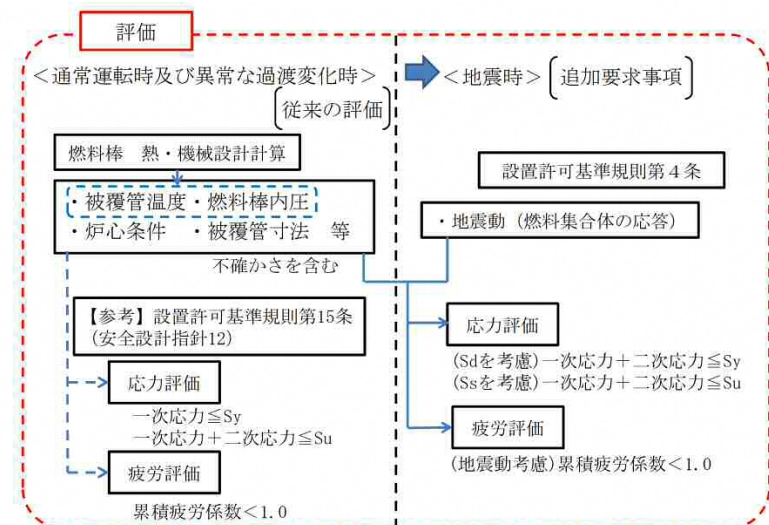 評価
＜通常運転時及び異常な過渡変化時＞
従来の評価
＜地震時＞
追加要求事項
燃料棒　熱・機械設計計算
・被覆管温度・燃料棒内圧
・炉心条件　・被覆管寸法　等
不確かさを含む
設置許可基準規則第４条
・地震動（燃料集合体の応答）
【参考】設置許可基準規則第15条
(安全設計指針12)
応力評価
一次応力≦Sy
一次応力＋二次応力≦Su
疲労評価
累積疲労係数＜1.0
応力評価
(Sdを考慮)一次応力＋二次応力≦Sy
(Ssを考慮)一次応力＋二次応力≦Su
疲労評価
(地震動考慮)累積疲労係数＜1.0